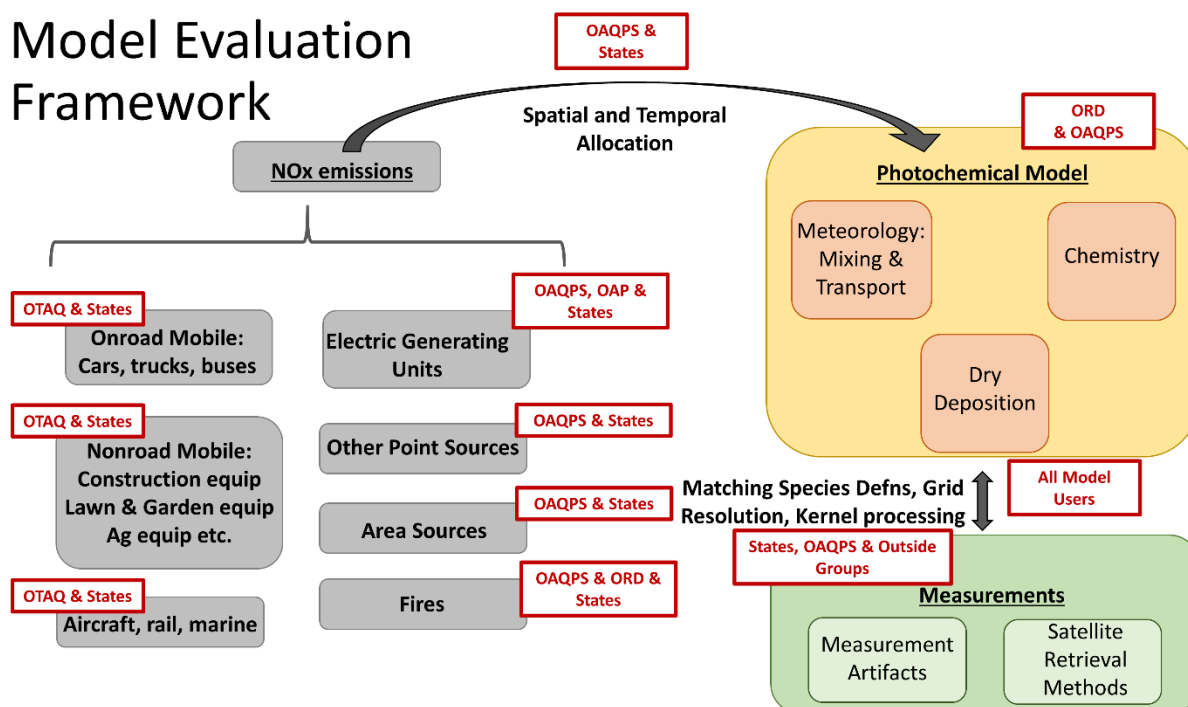 Model Evaluation
Framework
OAQPS &
States
Spatial and Temporal
Allocation
NOx emissions
OTAQ & States
Onroad Mobile:
Cars, trucks, buses
OTAQ & States
Nonroad Mobile:
Construction equip
Lawn & Garden equip
Ag equip etc.
OTAQ & States
Aircraft, rail, marine
OAQPS, OAP &
States
Electric Generating
Units
OAQPS & States
Other Point Sources
OAQPS & States
Area Sources
OAQPS & ORD &
States
Fires
ORD
& OAQPS
Photochemical Model
Meteorology:
Mixing &
Transport
Chemistry
Dry
Deposition
All Model
Users
Matching Species Defns, Grid
Resolution, Kernel processing
States, OAQPS & Outside
Groups
Measurements
Measurement
Artifacts
Satellite
Retrieval
Methods